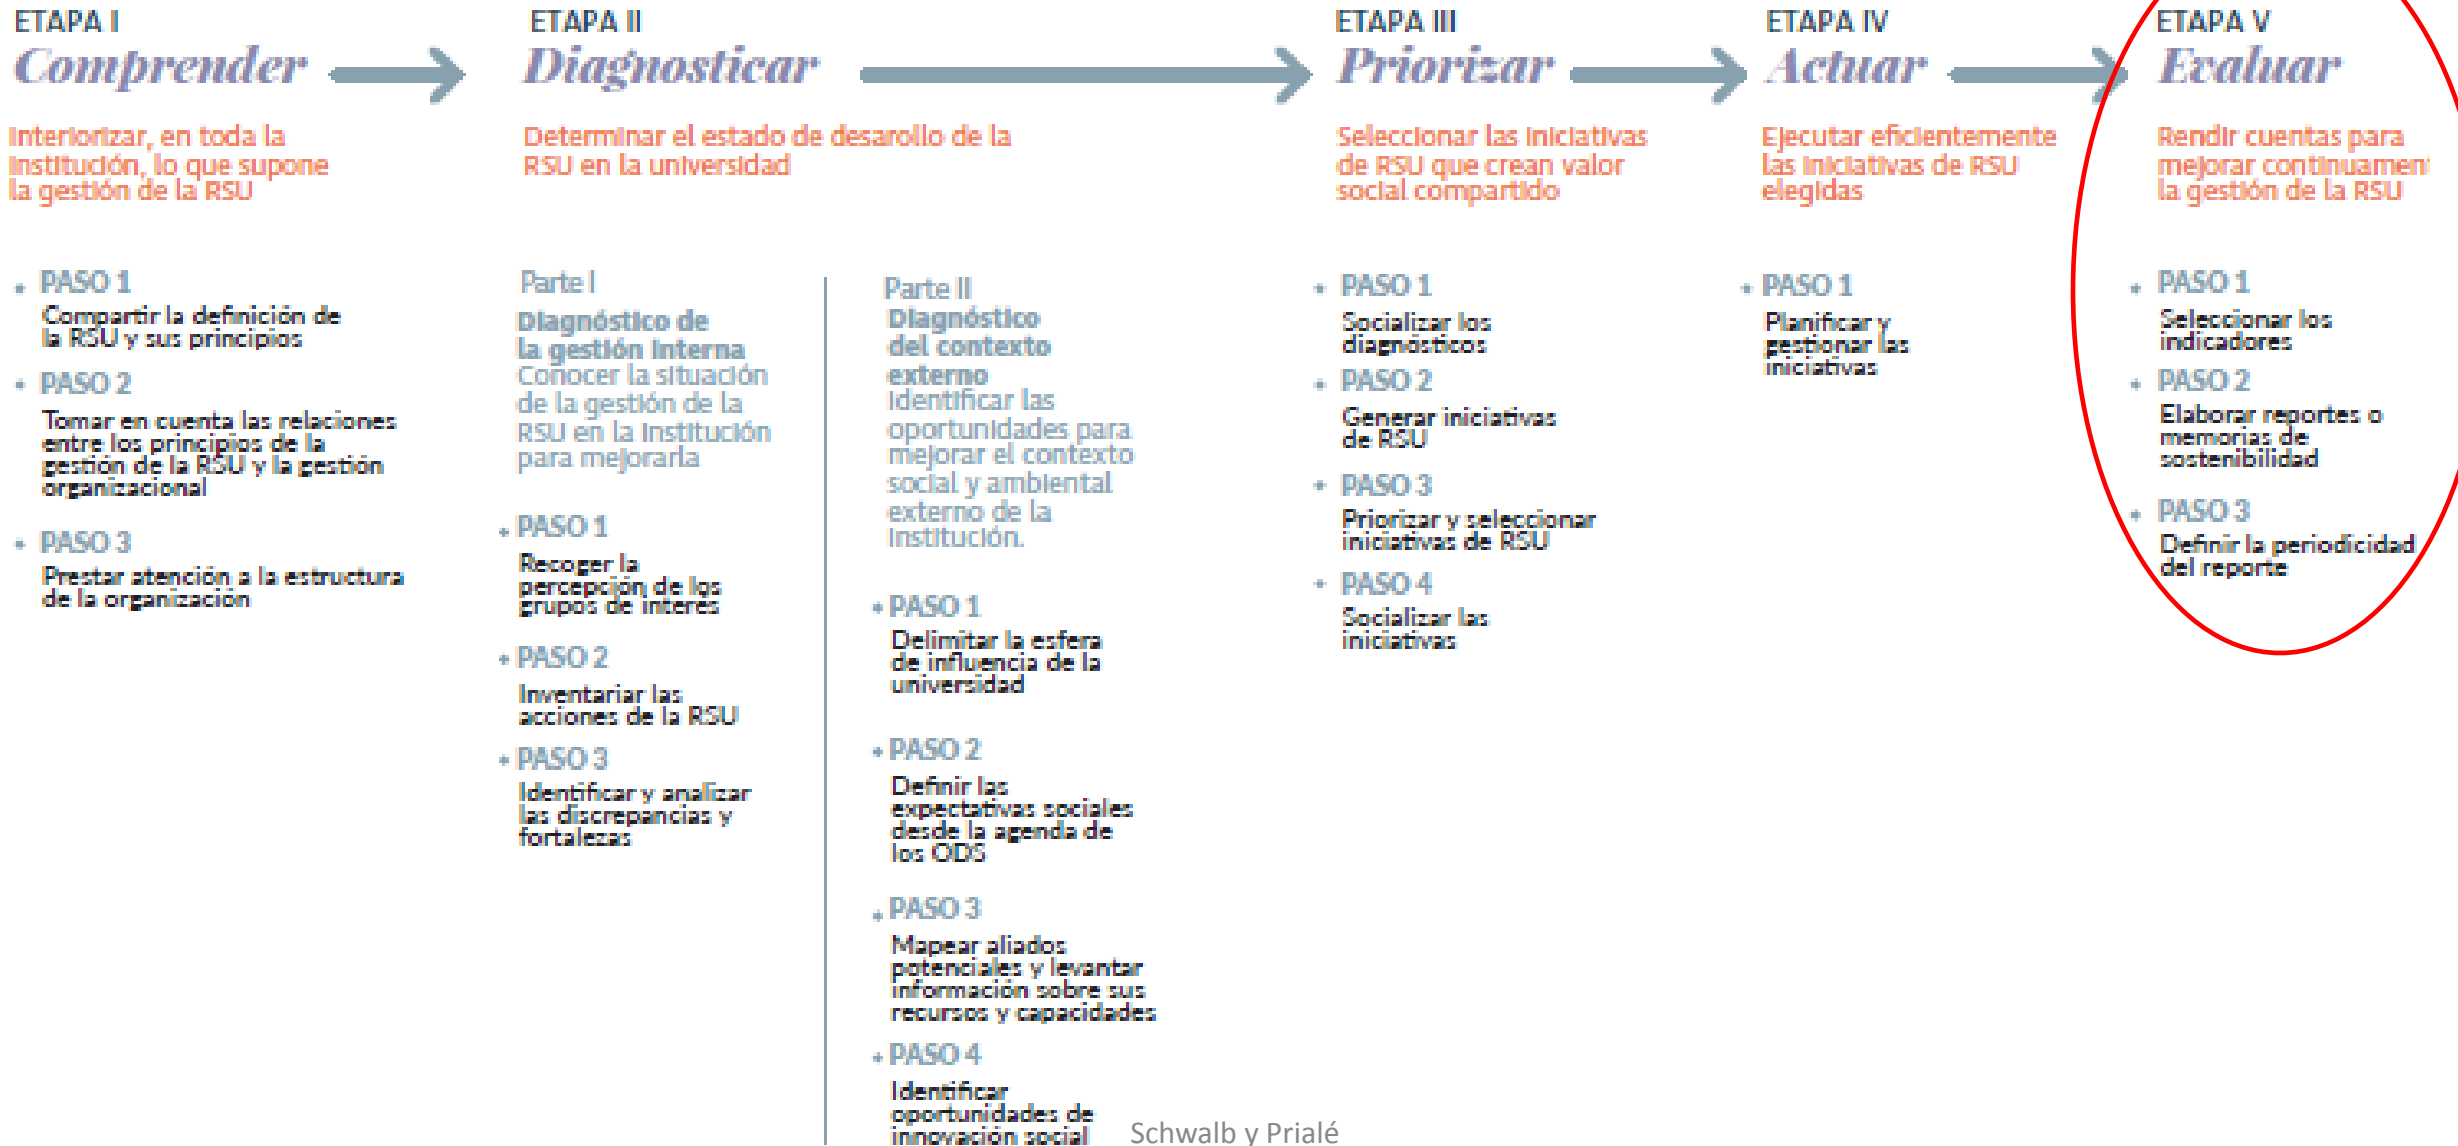 ETAPA I
Comprender
Interiorizar, en toda la
institución, lo que supone
la gestión de la RSU
PASO 1
Compartir la definición de
la RSU y sus principios
PASO 2
Tomar en cuenta las relaciones
entre los principios de la
gestión de la RSU y la gestión
organizacional
PASO 3
Prestar atención a la estructura
de la organización
ETAPA II
Diagnosticar
Determinar el estado de desarollo de la
RSU en la universidad
Parte I
Diagnóstico de
la gestión interna
Conocer la situación
de la gestión de la
RSU en la institución
para mejorarla
PASO 1
Recoger la
percepción de los
grupos de interés
PASO 2
Inventariar las
acciones de la RSU
PASO 3
Identificar y analizar
las discrepancias y
fortalezas
Parte II
Diagnóstico
del contexto
externo
Identificar las
oportunidades para
mejorar el contexto
social y ambiental
externo de la
institución.
PASO 1
Delimitar la esfera
de influencia de la
universidad
PASO 2
Definir las
expectativas sociales
desde la agenda de
los ODS
PASO 3
Mapear aliados
potenciales y levantar
información sobre sus
recursos y capacidades
PASO 4
Identificar
oportunidades de
innovación social
ETAPA III
Priorizar
Seleccionar las iniciativas
de RSU que crean valor
social compartido
PASO 1
Socializar los
diagnósticos
PASO 2
Generar iniciativas
de RSU
PASO 3
Priorizar y seleccionar
iniciativas de RSU
PASO 4
Socializar las
iniciativas
ETAPA IV
Actuar
Ejecutar eficientemente
las iniciativas de RSU
elegidas
PASO 1
Planificar y
gestionar las
iniciativas
ETAPA V
Evaluar
Rendir cuentas para
mejorar continuamen
la gestión de la RSU
PASO 1
Seleccionar los
indicadores
PASO 2
Elaborar reportes o
memorias de
sostenibilidad
PASO 3
Definir la periodicidad
del reporte
Schwalb y Prialé